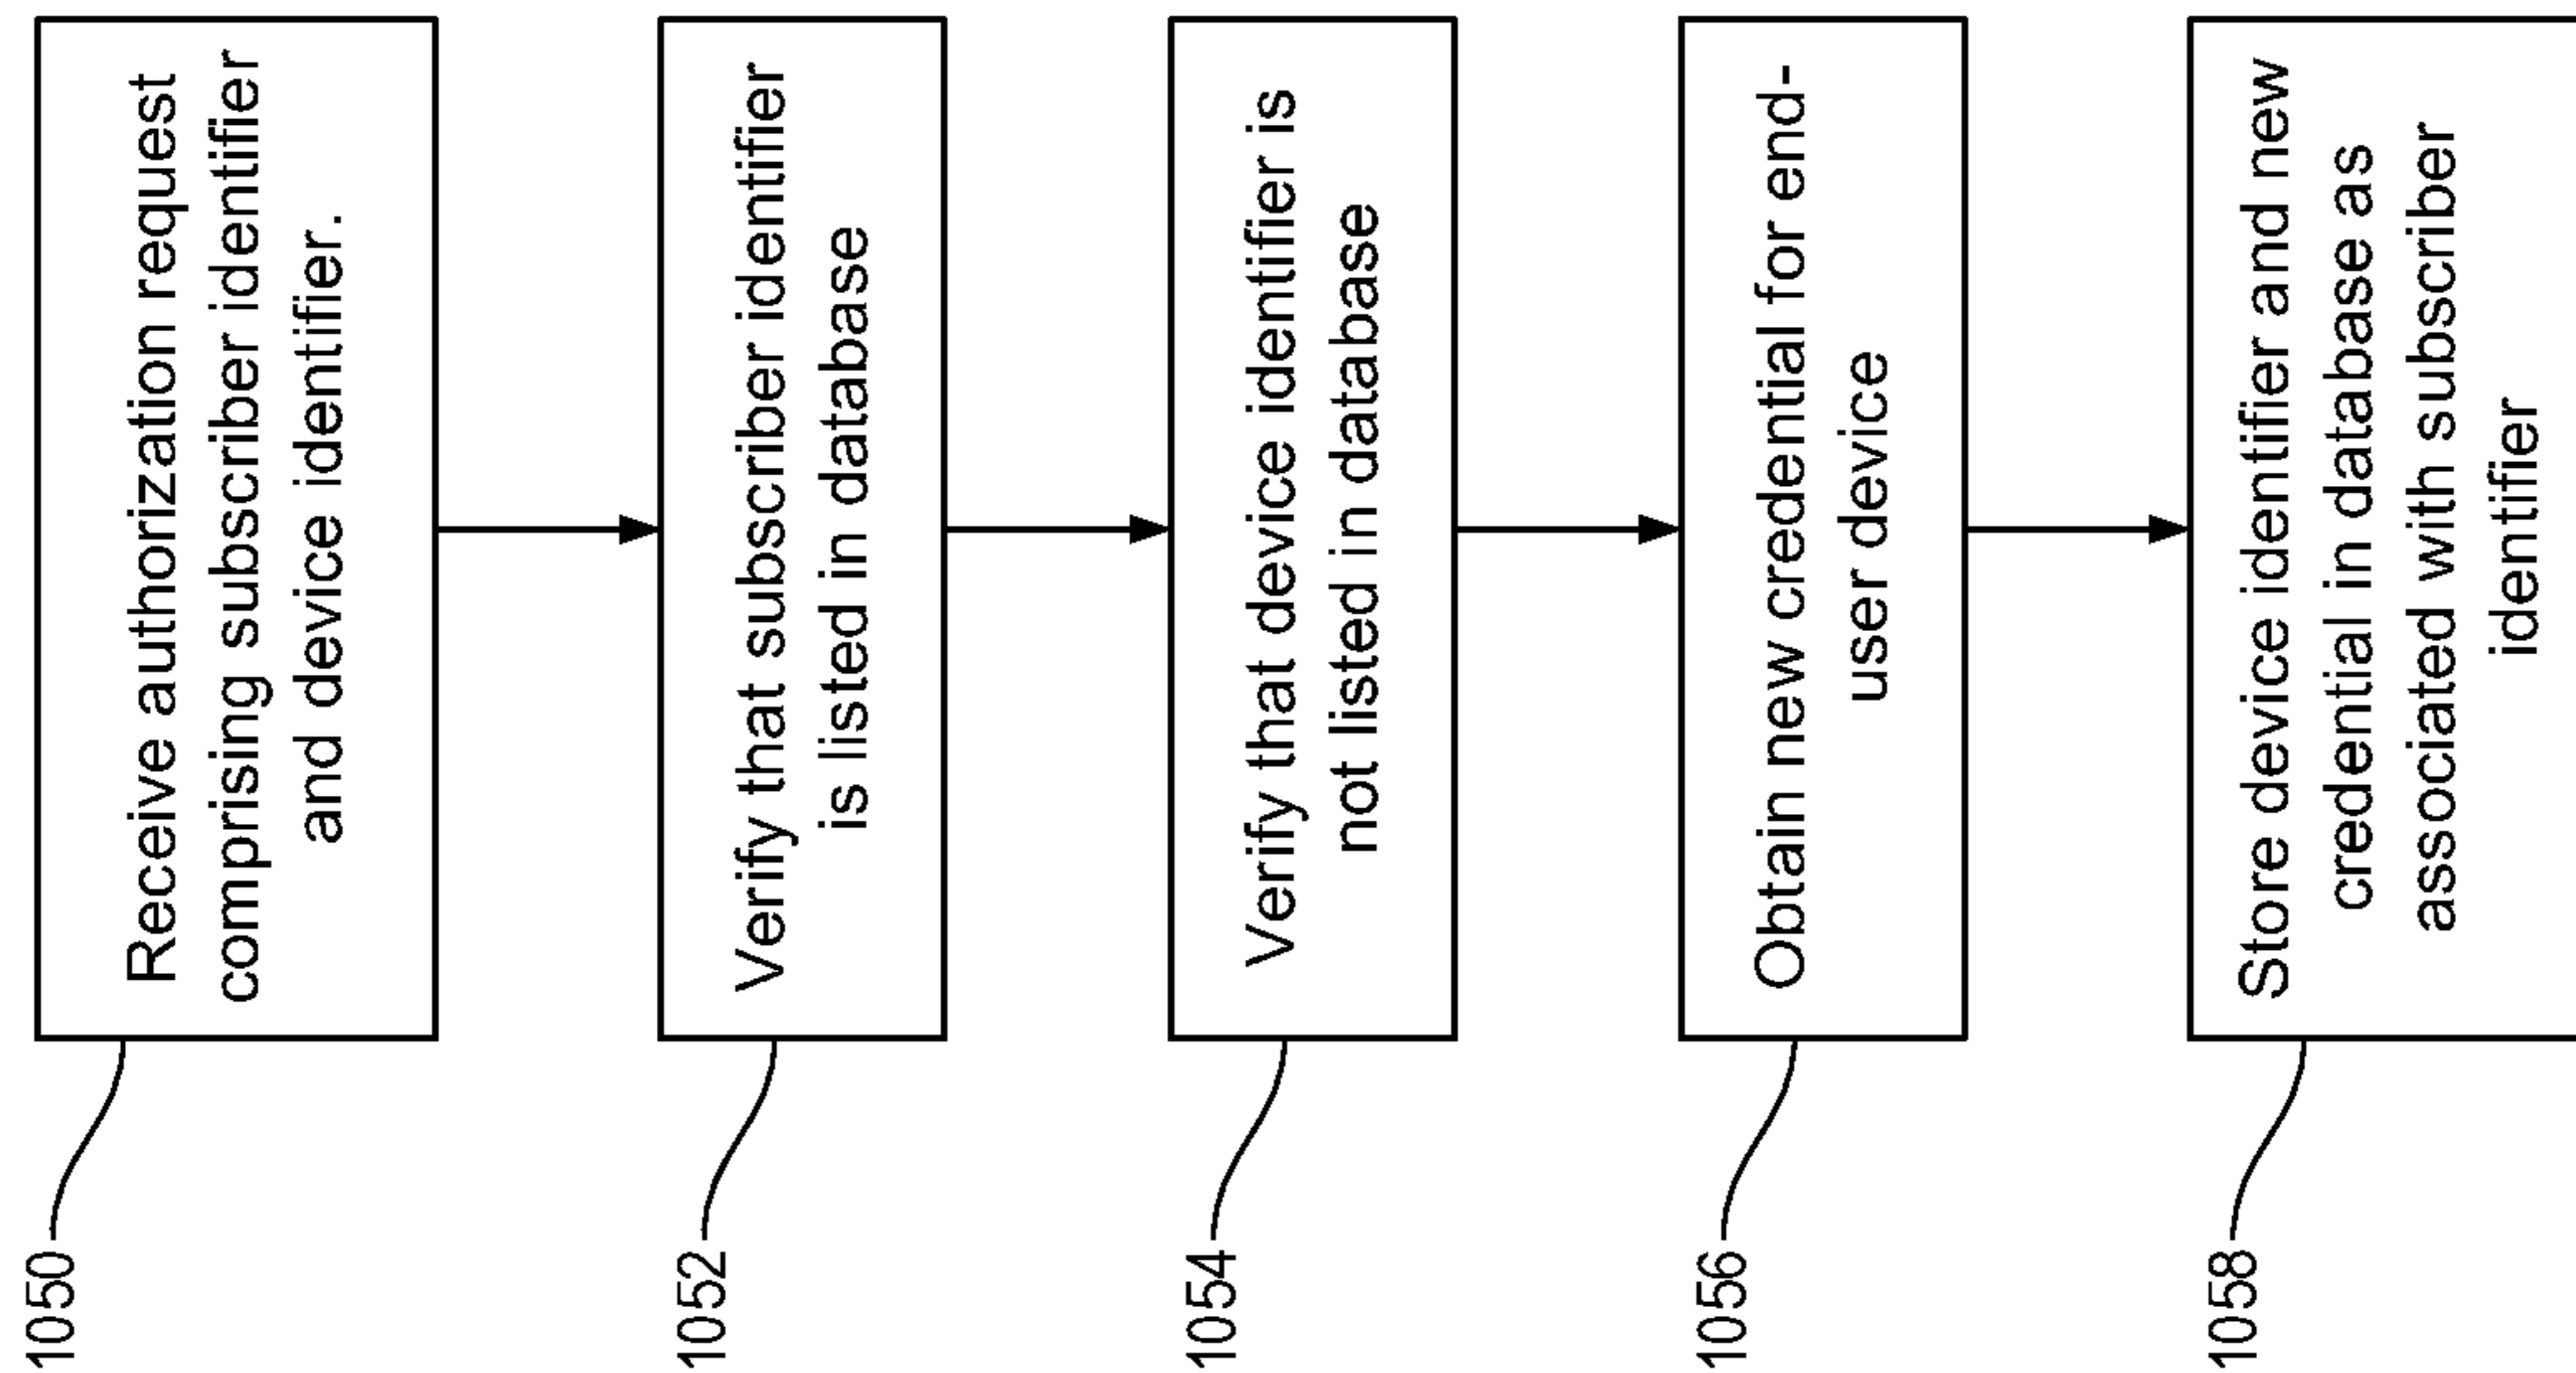 1050
Receive authorization request
comprising subscriber identifier
and device identifier.
1052
Verify that subscriber identifier
is listed in database
1054
Verify that device identifier is
not listed in database
1056
Obtain new credential for end-
user device
1058
Store device identifier and new
credential in database as
associated with subscriber
identifier